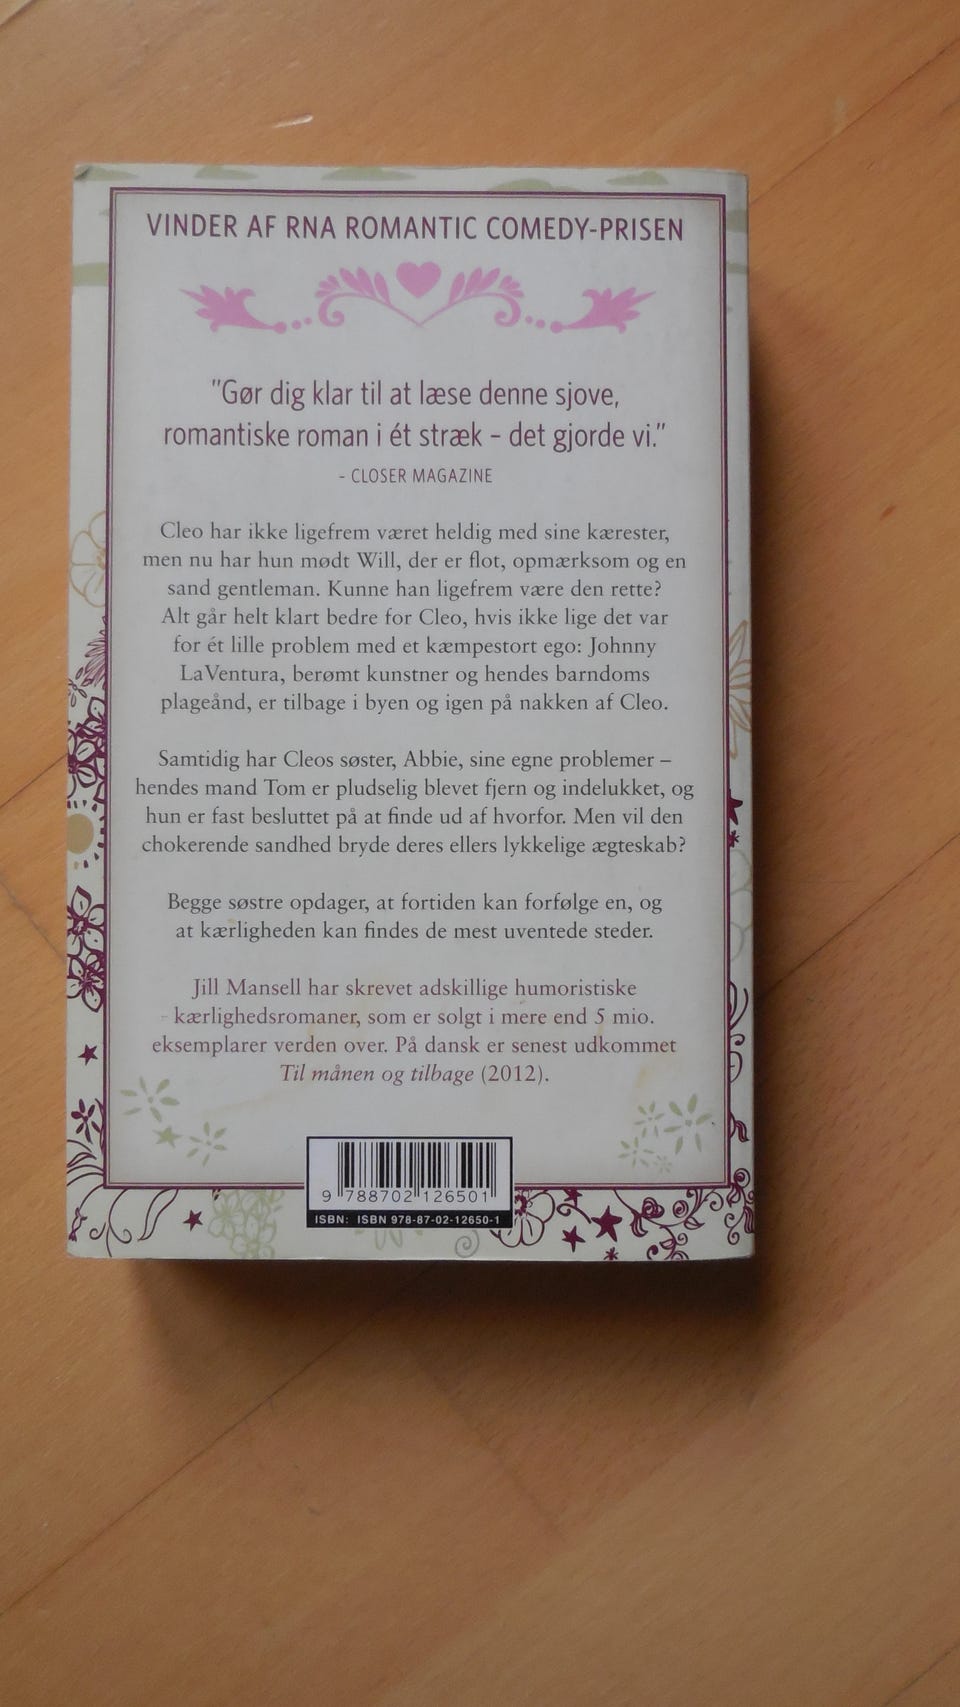 VINDER AF RNA ROMANTIC COMEDY-PRISEN
"Gør dig klar til at læse denne sjove,
romantiske roman i ét stræk – det gjorde vi."
- CLOSER MAGAZINE
Cleo har ikke ligefrem været heldig med sine kærester,
men nu har hun mødt Will, der er flot, opmærksom og en
sand gentleman. Kunne han ligefrem være den rette?
Alt går helt klart bedre for Cleo, hvis ikke lige det var
for ét lille problem med et kæmpestort ego: Johnny
LaVentura, berømt kunstner og hendes barndoms
plageånd, er tilbage i byen og igen på nakken af Cleo.
Samtidig har Cleos søster, Abbie, sine egne problemer –
hendes mand Tom er pludselig blevet fjern og indelukket, og
hun er fast besluttet på at finde ud af hvorfor. Men vil den
chokerende sandhed bryde deres ellers lykkelige ægteskab?
Begge søstre opdager, at fortiden kan forfølge en, og
at kærligheden kan findes de mest uventede steder.
Jill Mansell har skrevet adskillige humoristiske
kærlighedsromaner, som er solgt i mere end 5 mio.
eksemplarer verden over. På dansk er senest udkommet
Til månen og tilbage (2012).
9 788702 126501
ISBN: ISBN 978-87-02-12650-1